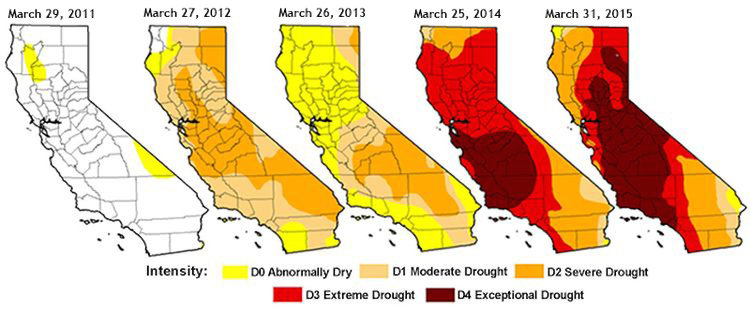 March 29, 2011 March 27, 2012 March 26, 2013 March 25, 2014 March 31, 2015
Intensity: D0 Abnormally Dry D1 Moderate Drought D2 Severe Drought
D3 Extreme Drought D4 Exceptional Drought